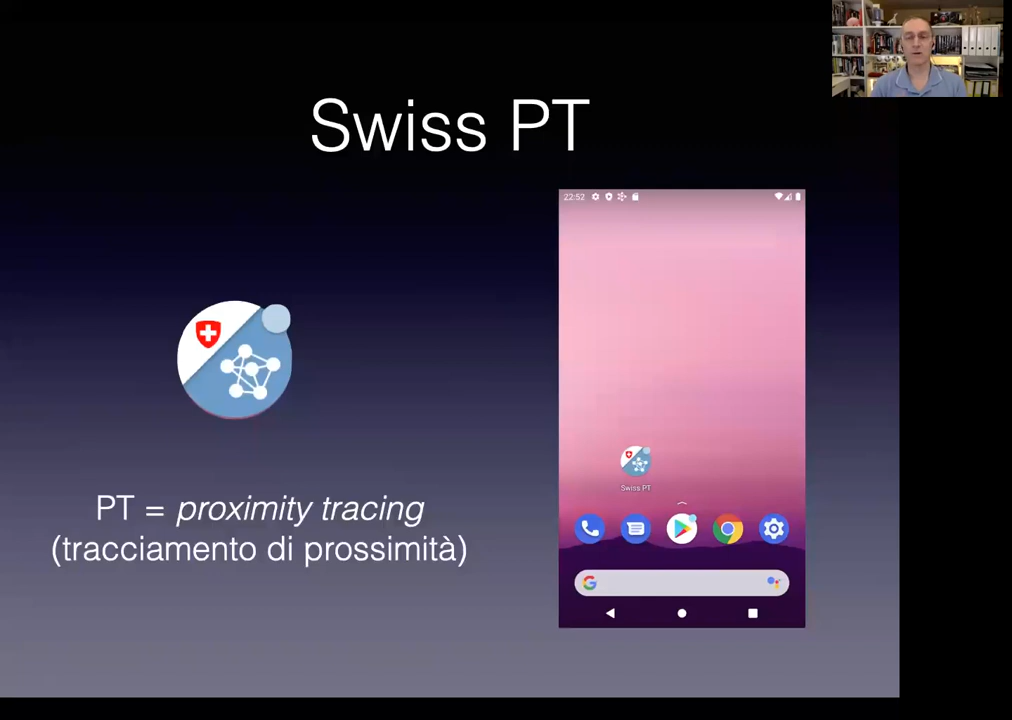 Swiss PT
22:52
Swiss PT
PT = proximity tracing
(tracciamento di prossimità)